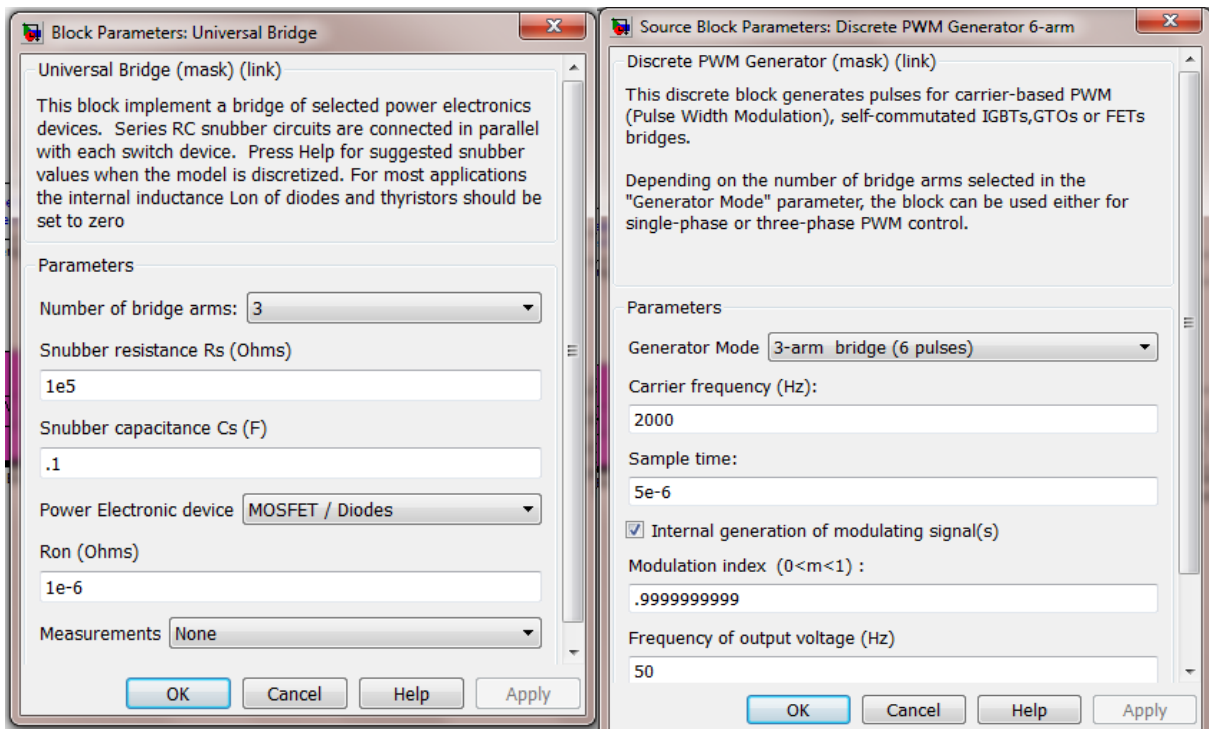 Block Parameters: Universal Bridge
Universal Bridge (mask) (link)
This block implement a bridge of selected power electronics
devices. Series RC snubber circuits are connected in parallel
with each switch device. Press Help for suggested snubber
values when the model is discretized. For most applications
the internal inductance Lon of diodes and thyristors should be
set to zero
Parameters
Number of bridge arms: 3
Snubber resistance Rs (Ohms)
1e5
Snubber capacitance Cs (F)
.1
Power Electronic device MOSFET / Diodes
Ron (Ohms)
1e-6
Measurements None
OK Cancel Help Apply
Source Block Parameters: Discrete PWM Generator 6-arm
Discrete PWM Generator (mask) (link)
This discrete block generates pulses for carrier-based PWM
(Pulse Width Modulation), self-commutated IGBTs,GTOs or FETs
bridges.
Depending on the number of bridge arms selected in the
"Generator Mode" parameter, the block can be used either for
single-phase or three-phase PWM control.
Parameters
Generator Mode 3-arm bridge (6 pulses)
Carrier frequency (Hz):
2000
Sample time:
5e-6
Internal generation of modulating signal(s)
Modulation index (0<m<1) :
.9999999999
Frequency of output voltage (Hz)
50
OK Cancel Help Apply